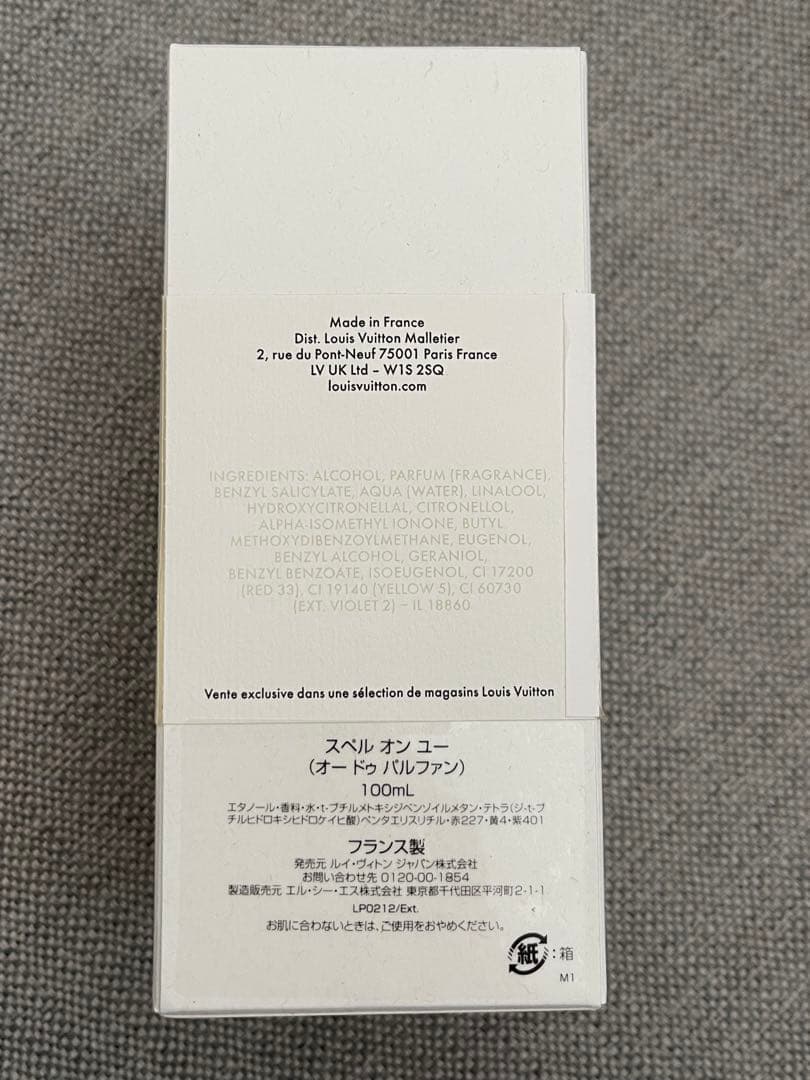 Made in France
Dist. Louis Vuitton Malletier
2, rue du Pont-Neuf 75001 Paris France
LV UK Ltd – W1S 2SQ
louisvuitton.com
INGREDIENTS: ALCOHOL, PARFUM (FRAGRANCE),
BENZYL SALICYLATE, AQUA (WATER), LINALOOL,
HYDROXYCITRONELLAL, CITRONELLOL,
ALPHA-ISOMETHYL IONONE, BUTYL
METHOXYDIBENZOYLMETHANE, EUGENOL,
BENZYL ALCOHOL, GERANIOL,
BENZYL BENZOATE, ISOEUGENOL, CI 17200
(RED 33), CI 19140 (YELLOW 5), CI 60730
(EXT. VIOLET 2) – IL 18860
Vente exclusive dans une sélection de magasins Louis Vuitton
スペル オン ユー
（オー ドゥ パルファン）
100mL
エタノール・香料・水・t-ブチルメトキシジベンゾイルメタン・テトラ(ジ-t-ブ
チルヒドロキシヒドロケイヒ酸)ペンタエリスリチル・赤227・黄4・紫401
フランス製
発売元 ルイ・ヴィトン ジャパン株式会社
お問い合わせ先 0120-00-1854
製造販売元 エル・シー・エス株式会社 東京都千代田区平河町2-1-1
LP0212/Ext.
お肌に合わないときは、ご使用をおやめください。
紙：箱
M1